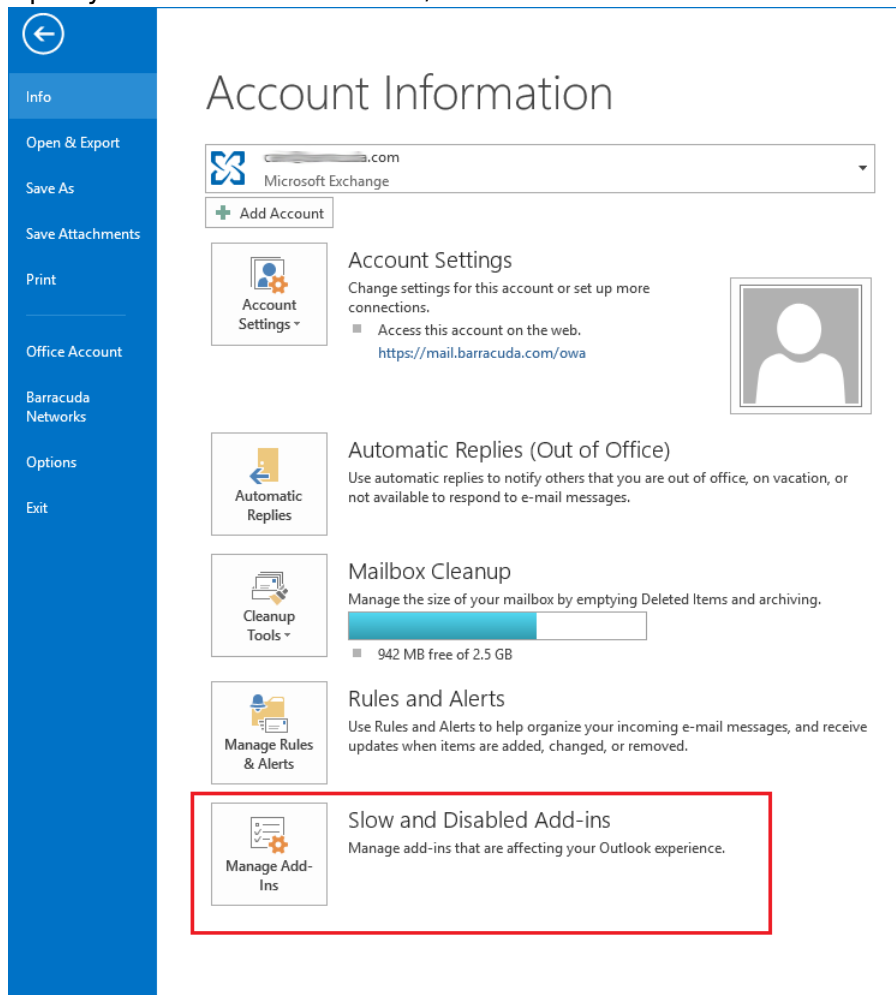 Info
Open & Export
Save As
Save Attachments
Print
Office Account
Barracuda
Networks
Options
Exit
Account Information
.com
Microsoft Exchange
Add Account
Account
Settings
Account Settings
Change settings for this account or set up more
connections.
Access this account on the web.
https://mail.barracuda.com/owa
Automatic
Replies
Automatic Replies (Out of Office)
Use automatic replies to notify others that you are out of office, on vacation, or
not available to respond to e-mail messages.
Cleanup
Tools
Mailbox Cleanup
Manage the size of your mailbox by emptying Deleted Items and archiving.
942 MB free of 2.5 GB
Manage Rules
& Alerts
Rules and Alerts
Use Rules and Alerts to help organize your incoming e-mail messages, and receive
updates when items are added, changed, or removed.
Manage Add-
Ins
Slow and Disabled Add-ins
Manage add-ins that are affecting your Outlook experience.